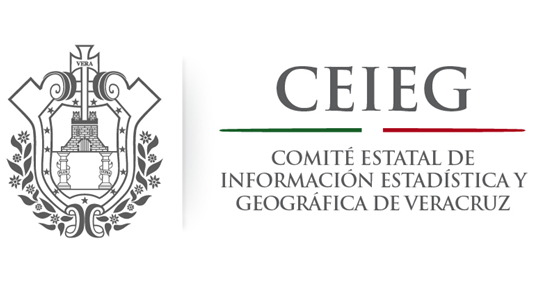 VERA
CEIEG
COMITÉ ESTATAL DE
INFORMACIÓN ESTADÍSTICA Y
GEOGRÁFICA DE VERACRUZ